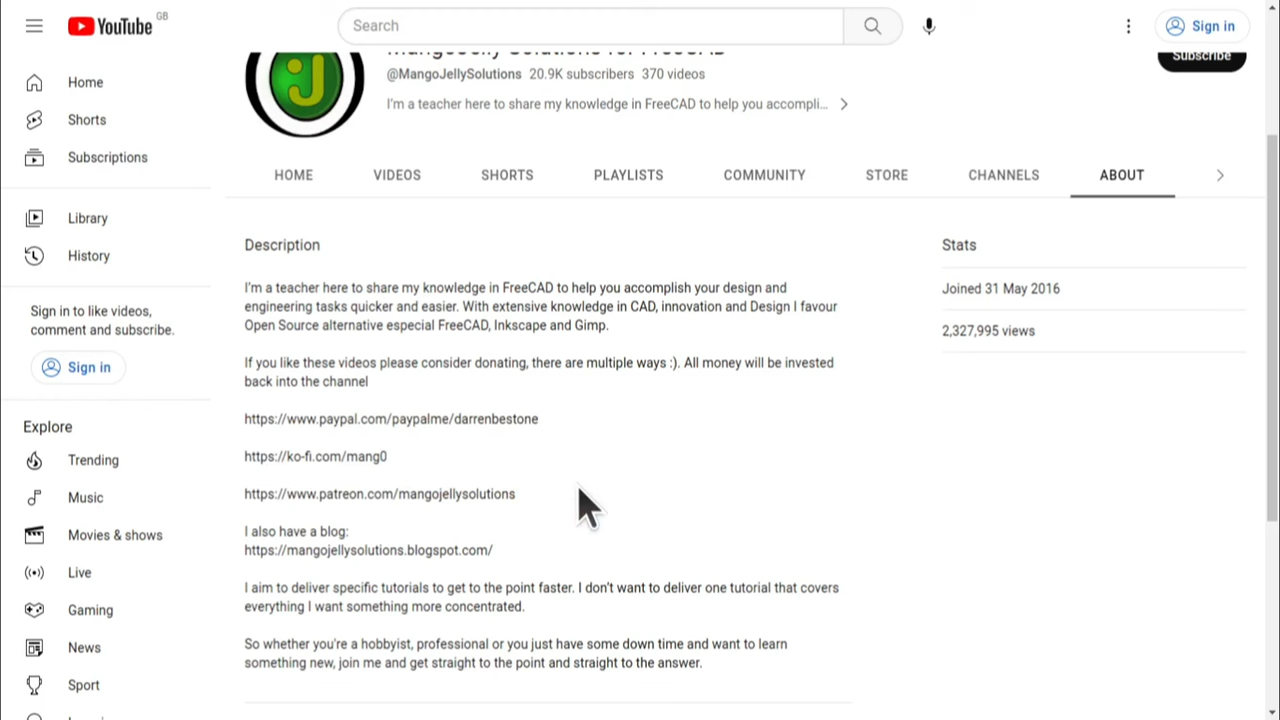 YouTube GB
Search
Sign in
MangoJelly Solutions for FreeCAD
@MangoJellySolutions 20.9K subscribers 370 videos
Subscribe
I'm a teacher here to share my knowledge in FreeCAD to help you accompli...
HOME VIDEOS SHORTS PLAYLISTS COMMUNITY STORE CHANNELS ABOUT
Home
Shorts
Subscriptions
Library
History
Sign in to like videos,
comment and subscribe.
Sign in
Explore
Trending
Music
Movies & shows
Live
Gaming
News
Sport
Description
I'm a teacher here to share my knowledge in FreeCAD to help you accomplish your design and
engineering tasks quicker and easier. With extensive knowledge in CAD, innovation and Design I favour
Open Source alternative especial FreeCAD, Inkscape and Gimp.
If you like these videos please consider donating, there are multiple ways :). All money will be invested
back into the channel
https://www.paypal.com/paypalme/darrenbestone
https://ko-fi.com/mang0
https://www.patreon.com/mangojellysolutions
I also have a blog:
https://mangojellysolutions.blogspot.com/
I aim to deliver specific tutorials to get to the point faster. I don't want to deliver one tutorial that covers
everything I want something more concentrated.
So whether you're a hobbyist, professional or you just have some down time and want to learn
something new, join me and get straight to the point and straight to the answer.
Stats
Joined 31 May 2016
2,327,995 views